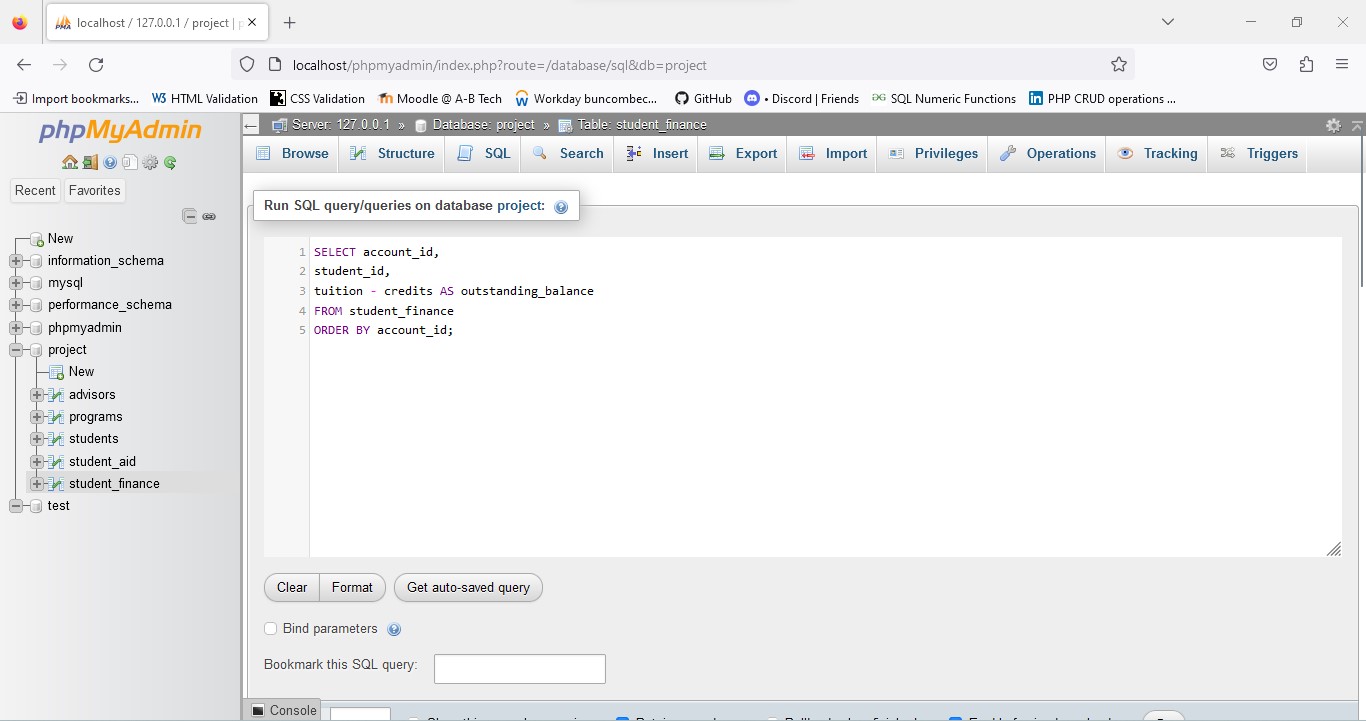 localhost / 127.0.0.1 / project | p
localhost/phpmyadmin/index.php?route=/database/sql&db=project
Import bookmarks... W3 HTML Validation CSS Validation Moodle @ A-B Tech Workday buncombec... GitHub • Discord | Friends SQL Numeric Functions PHP CRUD operations ...
phpMyAdmin
Recent Favorites
New
information_schema
mysql
performance_schema
phpmyadmin
project
New
advisors
programs
students
student_aid
student_finance
test
Server: 127.0.0.1 » Database: project » Table: student_finance
Browse Structure SQL Search Insert Export Import Privileges Operations Tracking Triggers
Run SQL query/queries on database project:
1 SELECT account_id,
2 student_id,
3 tuition - credits AS outstanding_balance
4 FROM student_finance
5 ORDER BY account_id;
Clear Format Get auto-saved query
Bind parameters
Bookmark this SQL query:
Console